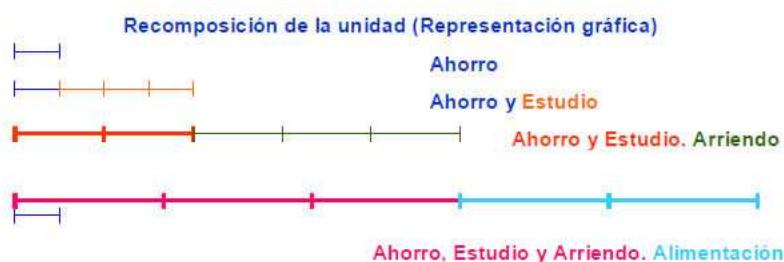 Recomposición de la unidad (Representación gráfica)
Ahorro
Ahorro y Estudio
Ahorro y Estudio. Arriendo
Ahorro, Estudio y Arriendo. Alimentación